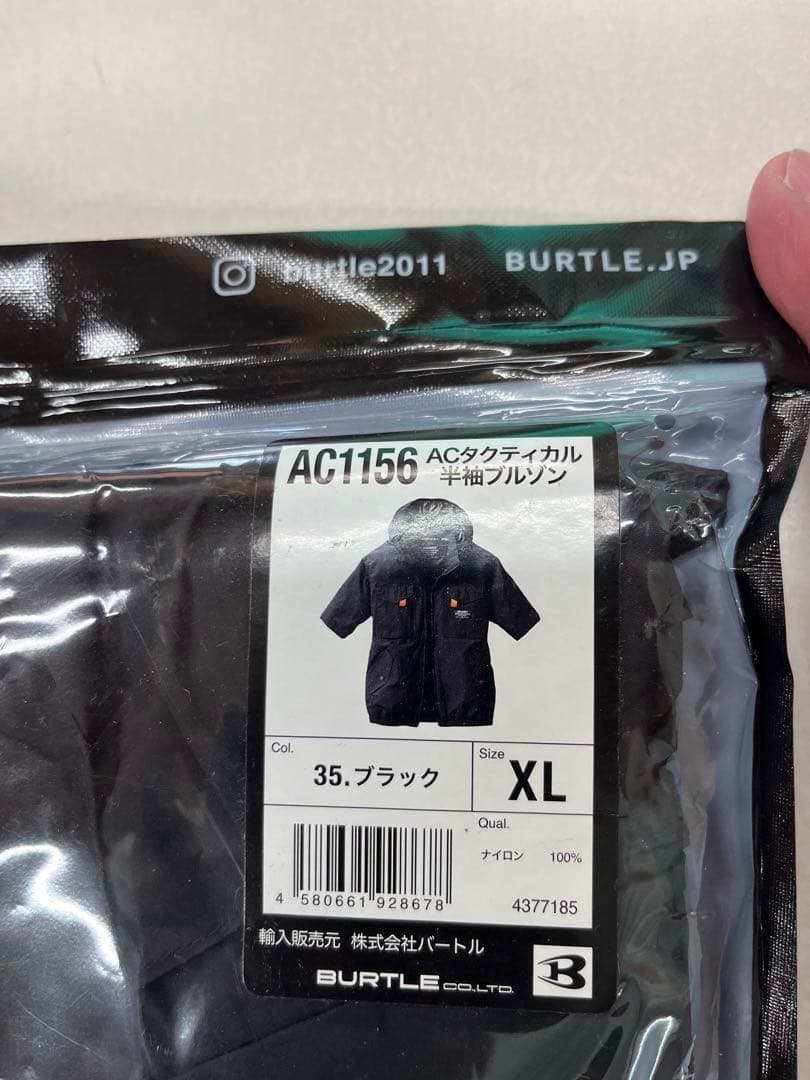 burtle2011 BURTLE.JP
AC1156 ACタクティカル
半袖ブルゾン
Col.
35.ブラック
Size
XL
Qual.
ナイロン 100%
4 580661 928678
4377185
輸入販売元 株式会社バートル
BURTLE CO.,LTD.